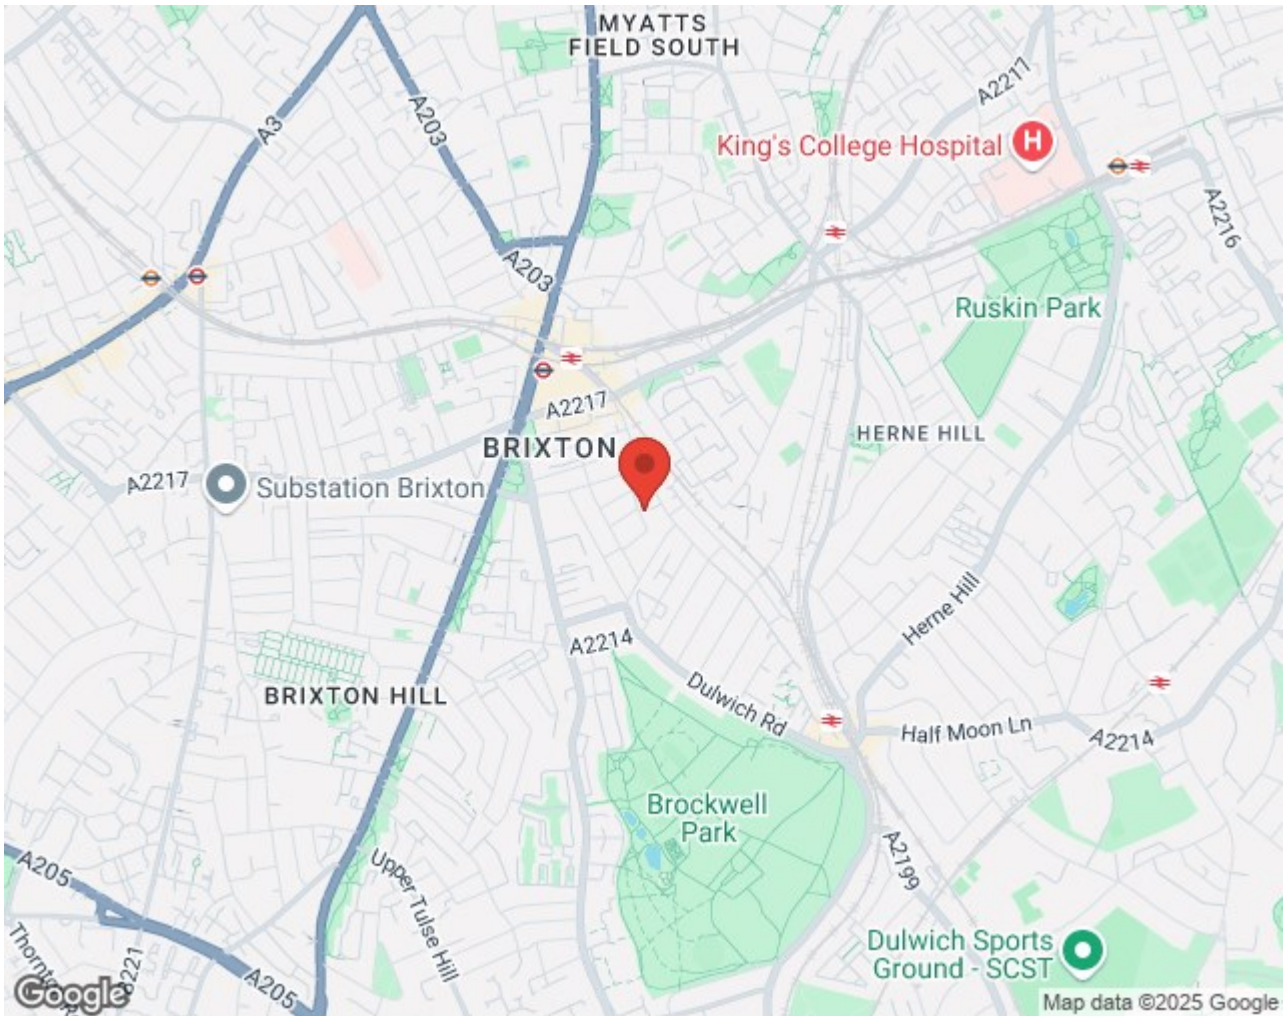 MYATTS
FIELD SOUTH
A2217
A3
A203
King's College Hospital
H
A2216
A203
Ruskin Park
A2217
HERNE HILL
BRIXTON
A2217
Substation Brixton
Herne Hill
A2214
BRIXTON HILL
Dulwich Rd
Half Moon Ln
A2214
Brockwell
Park
A205
Upper Tulse Hill
A2199
Dulwich Sports
Ground - SCST
A205
Google
Map data ©2025 Google